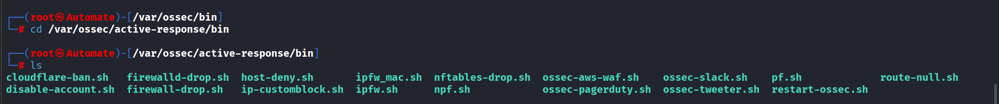 ┌──(root㉿Automate)-[/var/ossec/bin]
└─# cd /var/ossec/active-response/bin
┌──(root㉿Automate)-[/var/ossec/active-response/bin]
└─# ls
cloudflare-ban.sh firewalld-drop.sh host-deny.sh ipfw_mac.sh nftables-drop.sh ossec-aws-waf.sh ossec-slack.sh pf.sh route-null.sh
disable-account.sh firewall-drop.sh ip-customblock.sh ipfw.sh npf.sh ossec-pagerduty.sh ossec-tweeter.sh restart-ossec.sh